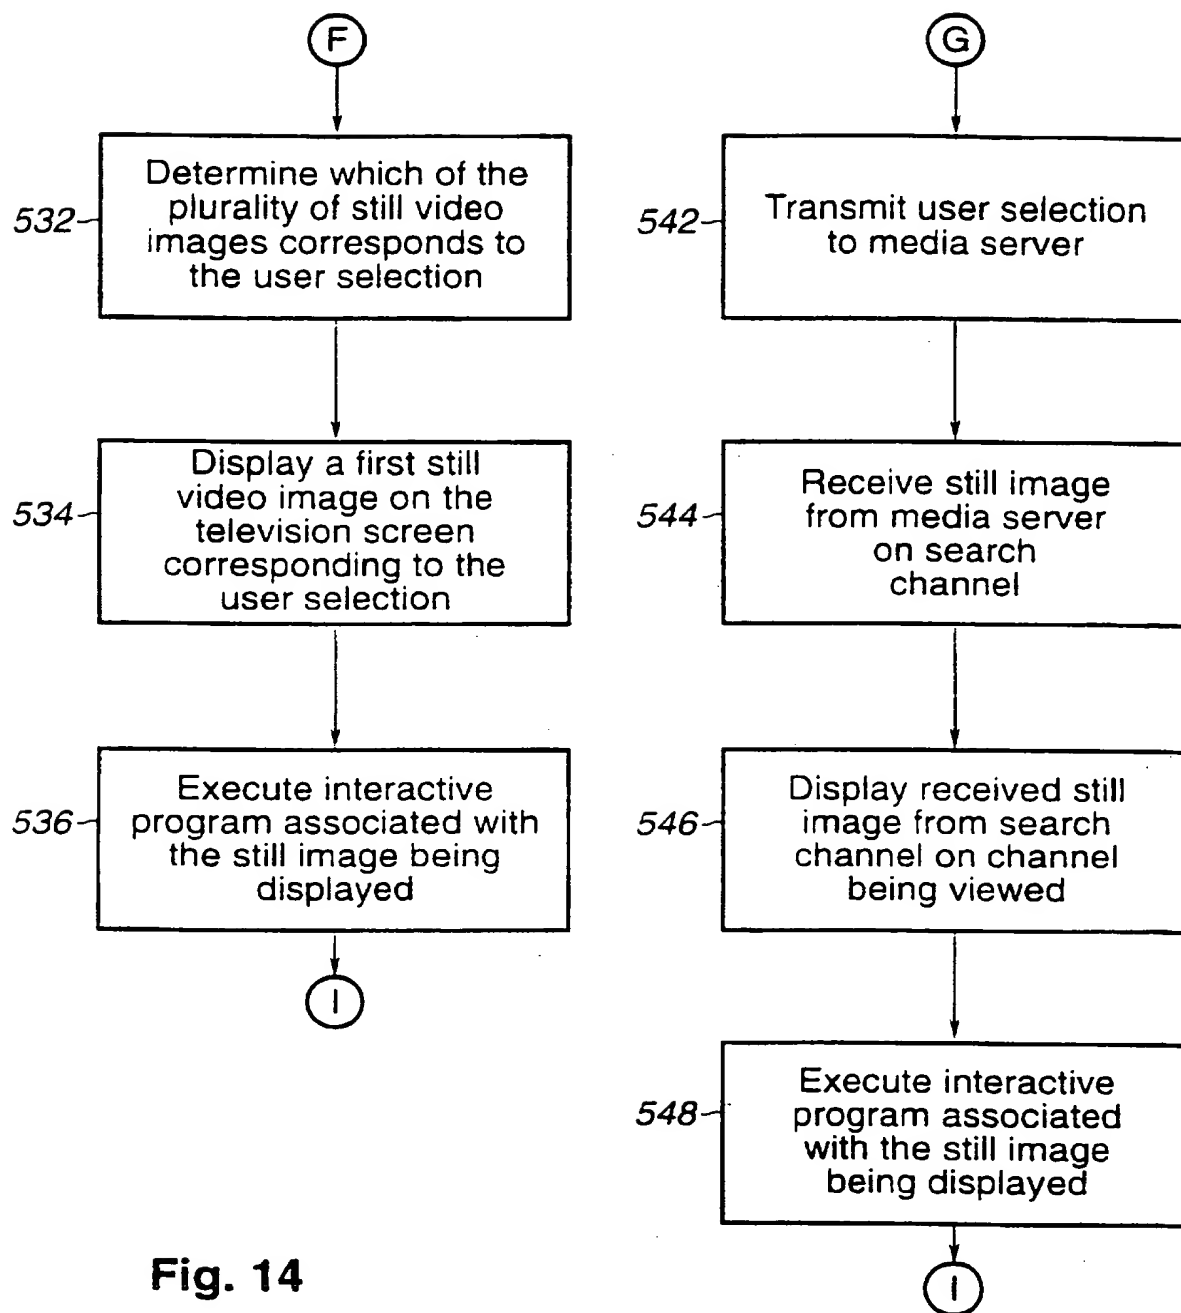 F
532
Determine which of the
plurality of still video
images corresponds to
the user selection
534
Display a first still
video image on the
television screen
corresponding to the
user selection
536
Execute interactive
program associated with
the still image being
displayed
I
G
542
Transmit user selection
to media server
544
Receive still image
from media server
on search
channel
546
Display received still
image from search
channel on channel
being viewed
548
Execute interactive
program associated
with the still image
being displayed
I
Fig. 14